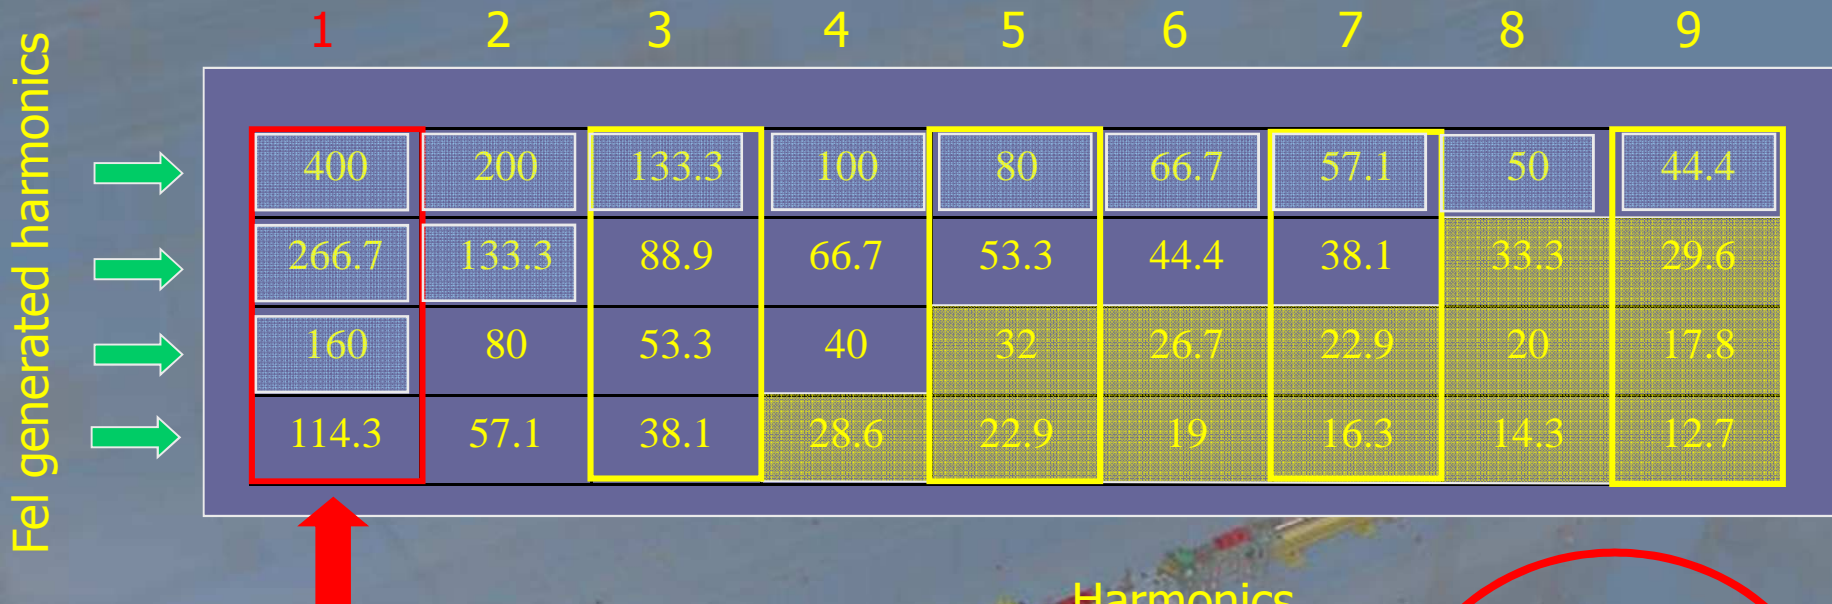 1 2 3 4 5 6 7 8 9
Fel generated harmonics
400 200 133.3 100 80 66.7 57.1 50 44.4
266.7 133.3 88.9 66.7 53.3 44.4 38.1 33.3 29.6
160 80 53.3 40 32 26.7 22.9 20 17.8
114.3 57.1 38.1 28.6 22.9 19 16.3 14.3 12.7
Harmonics